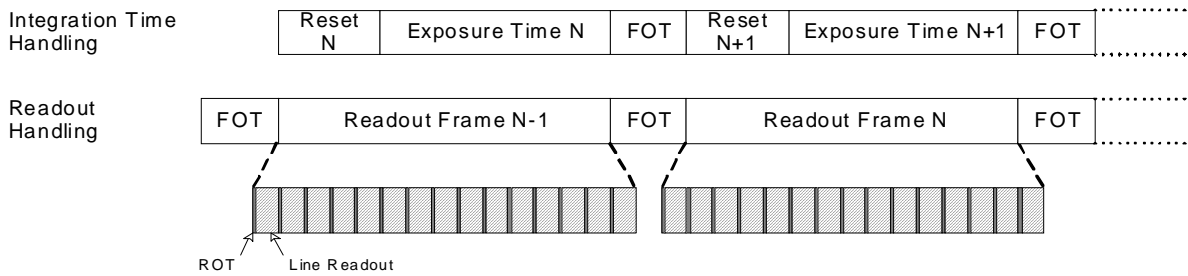 Integration Time
Handling
Reset
N
Exposure Time N
FOT
Reset
N+1
Exposure Time N+1
FOT
Readout
Handling
FOT
Readout Frame N-1
FOT
Readout Frame N
FOT
ROT
Line Readout